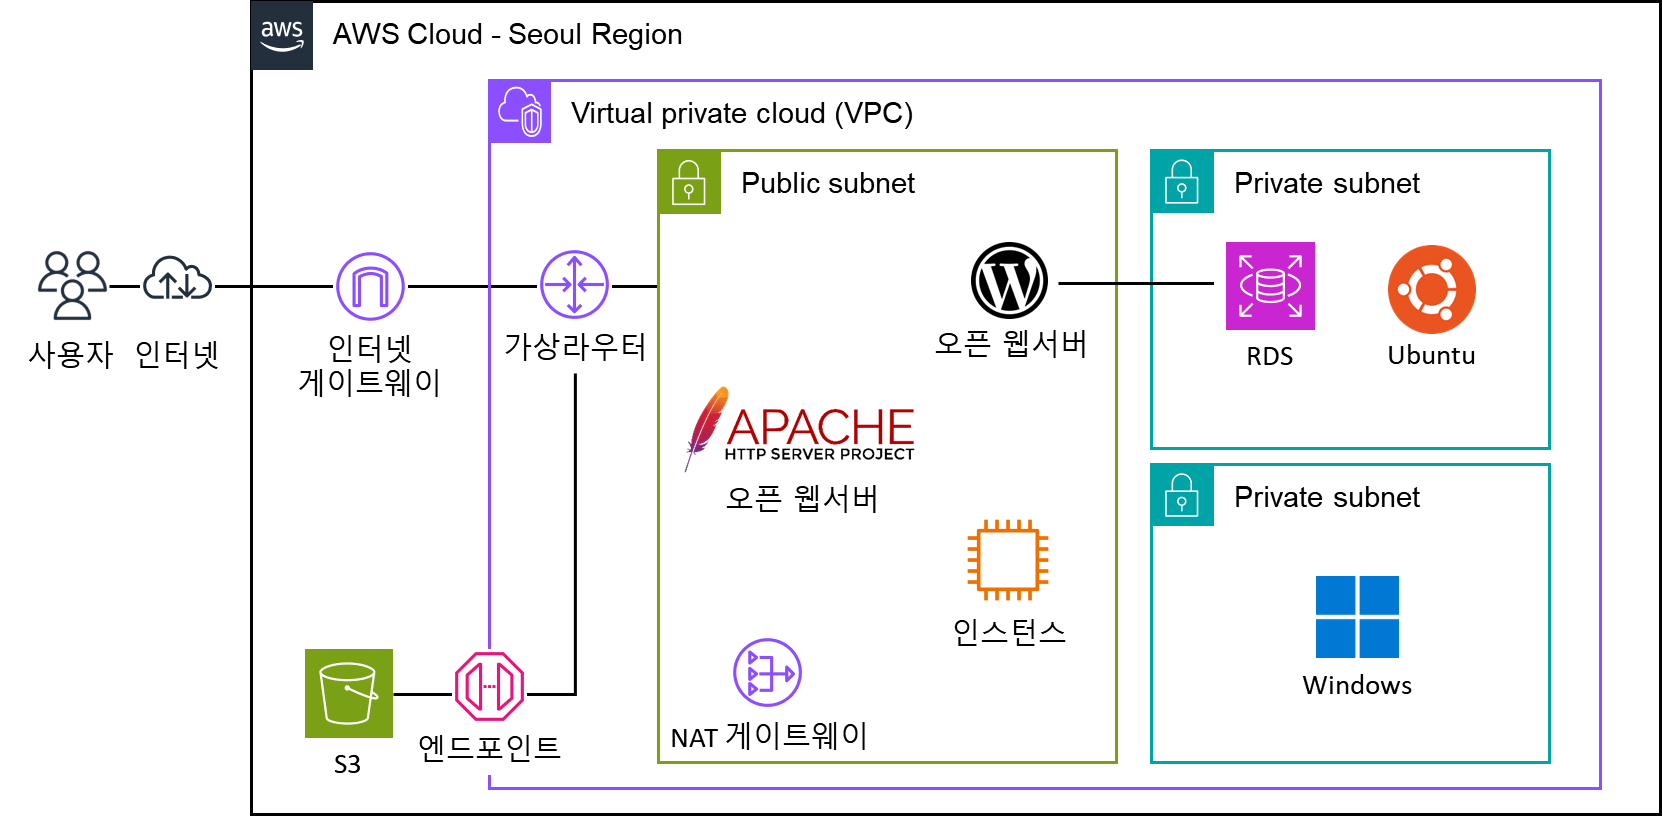 aws
AWS Cloud - Seoul Region
Virtual private cloud (VPC)
Public subnet
Private subnet
사용자
인터넷
인터넷
게이트웨이
가상라우터
오픈 웹서버
RDS
Ubuntu
APACHE
HTTP SERVER PROJECT
오픈 웹서버
Private subnet
인스턴스
Windows
NAT 게이트웨이
S3
엔드포인트